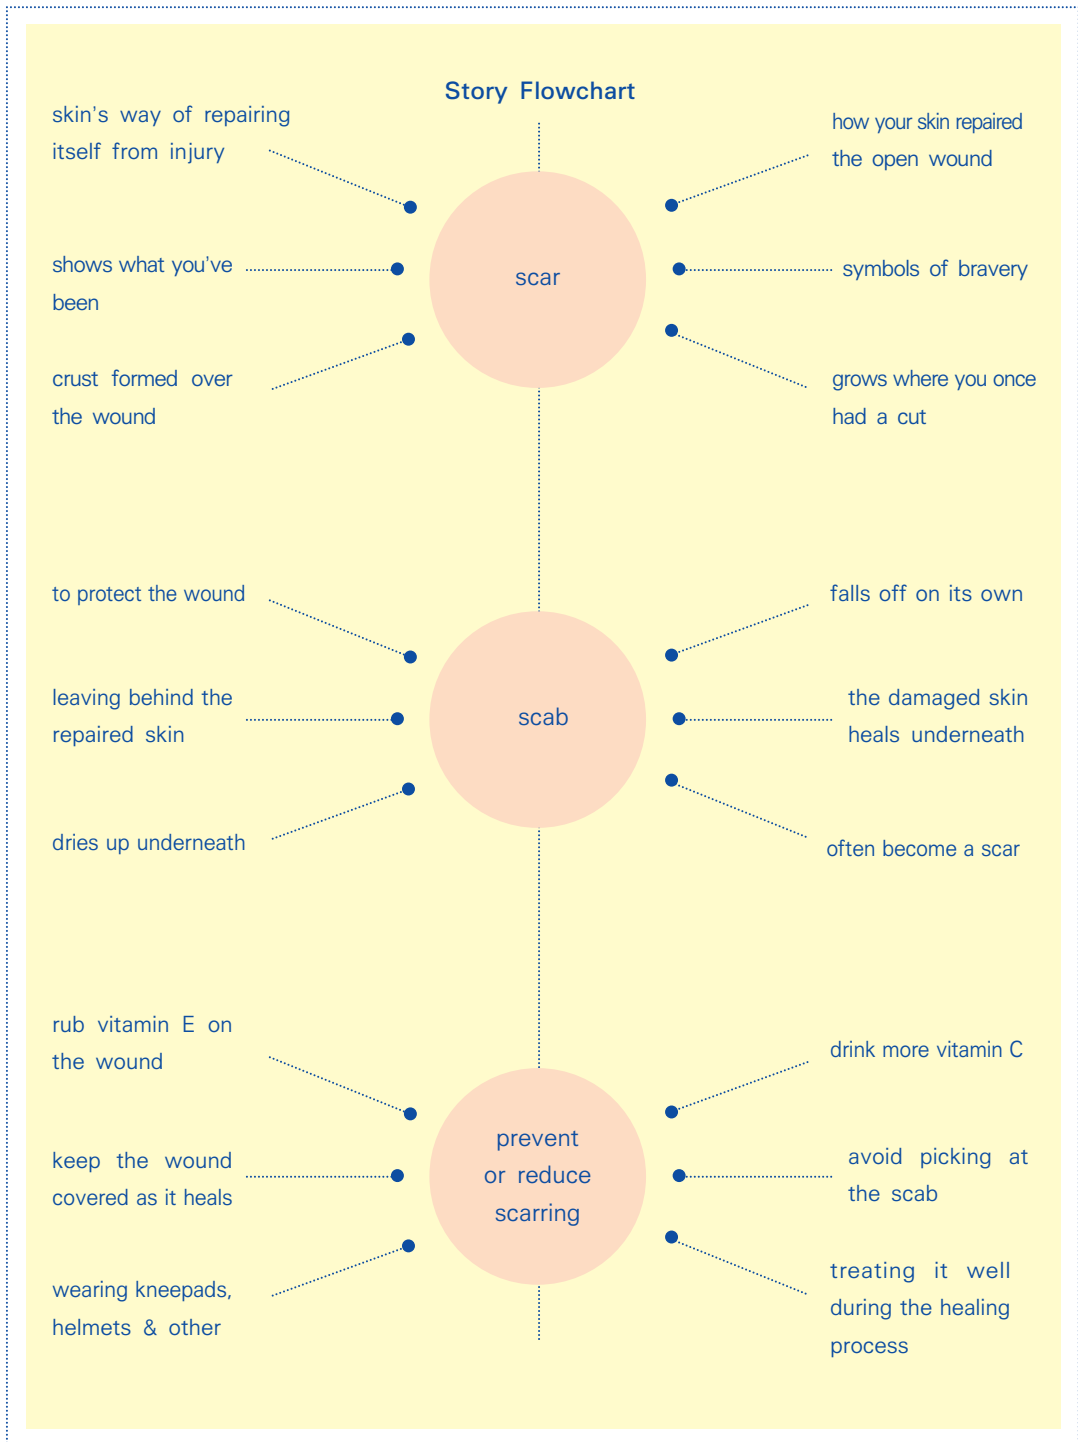 Story Flowchart
skin's way of repairing
itself from injury
how your skin repaired
the open wound
shows what you've
been
scar
symbols of bravery
crust formed over
the wound
grows where you once
had a cut
to protect the wound
falls off on its own
leaving behind the
repaired skin
scab
the damaged skin
heals underneath
dries up underneath
often become a scar
rub vitamin E on
the wound
drink more vitamin C
keep the wound
covered as it heals
prevent
or reduce
scarring
avoid picking at
the scab
wearing kneepads,
helmets & other
treating it well
during the healing
process